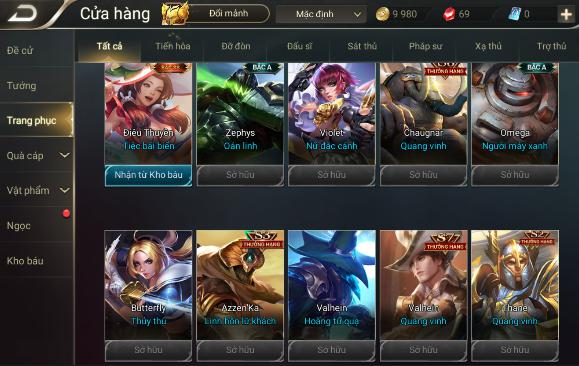 Cửa hàng
Đổi mảnh
Mặc định
9 980
69
0
Đề cử
Tướng
Trang phục
Quà cáp
Vật phẩm
Ngọc
Kho báu
Tất cả
Tiến hóa
Đỡ đòn
Đấu sĩ
Sát thủ
Pháp sư
Xạ thủ
Trợ thủ
Điêu Thuyền
Tiệc bãi biển
Nhận từ Kho báu
BẬC A
Zephys
Oán linh
Sở hữu
Violet
Nữ đặc cảnh
Sở hữu
THƯỞNG HẠNG
Chaugnar
Quang vinh
Sở hữu
BẬC A
Omega
Người máy xanh
Sở hữu
Butterfly
Thủy thủ
Sở hữu
S3
THƯỞNG HẠNG
Azzen'Ka
Linh hồn lữ khách
Sở hữu
Valhein
Hoàng tử quạ
Sở hữu
THƯỞNG HẠNG
Valhein
Quang vinh
Sở hữu
S2
THƯỞNG HẠNG
Thane
Quang vinh
Sở hữu